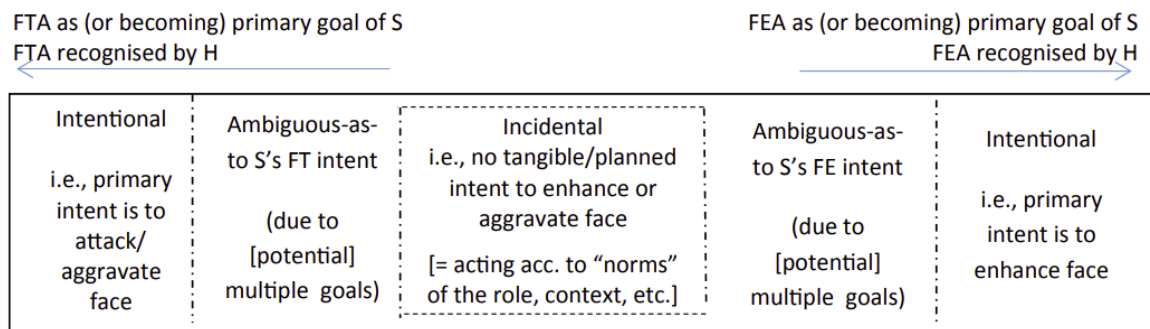 FTA as (or becoming) primary goal of S
FTA recognised by H
FEA as (or becoming) primary goal of S
FEA recognised by H
Intentional
i.e., primary
intent is to
attack/
aggravate
face
Ambiguous-as-
to S's FT intent
(due to
[potential]
multiple goals)
Incidental
i.e., no tangible/planned
intent to enhance or
aggravate face
[= acting acc. to “norms”
of the role, context, etc.]
Ambiguous-as-
to S's FE intent
(due to
[potential]
multiple goals)
Intentional
i.e., primary
intent is to
enhance face